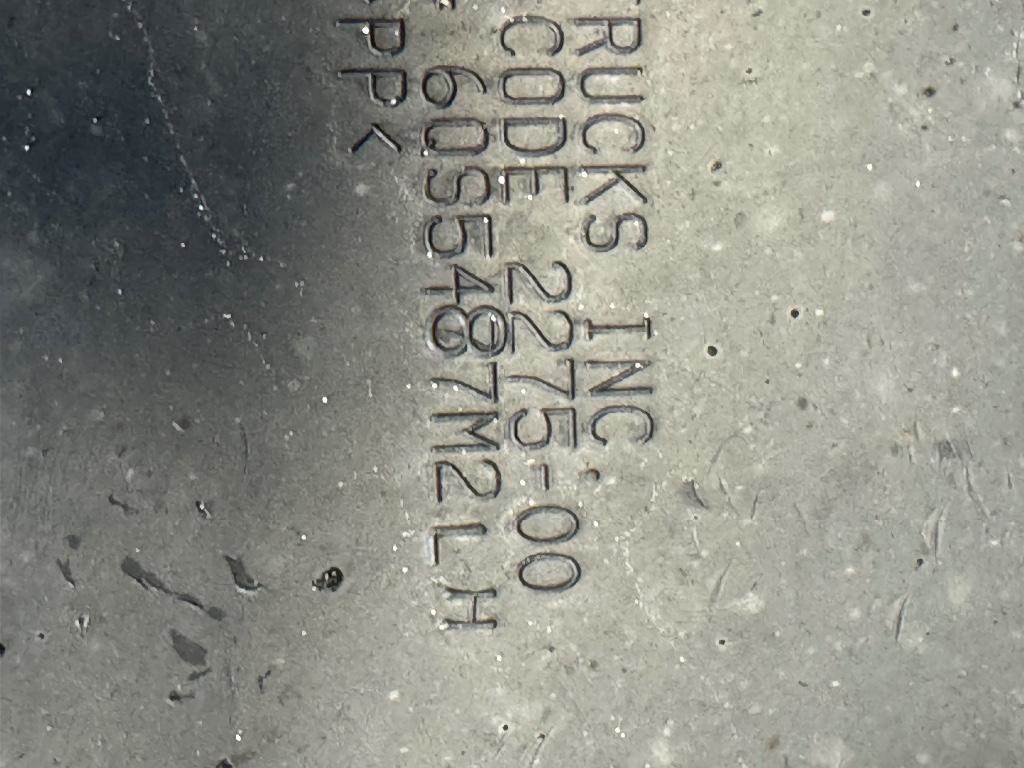 RUCKS INC.
CODE 2275-00
60S5487M2LH
PP<